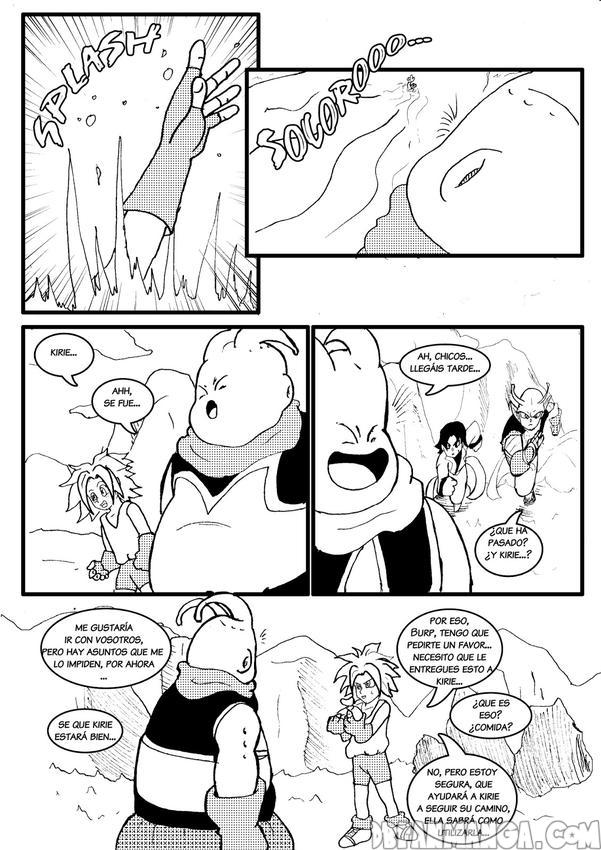 SPLASH
SOCOROOO...
KIRIE...
AHH,
SE FUE...
AH, CHICOS...
LLEGÁIS TARDE...
¿QUE HA
PASADO?
¿Y KIRIE...?
ME GUSTARÍA
IR CON VOSOTROS,
PERO HAY ASUNTOS QUE
ME LO IMPIDEN, POR AHORA
...
SE QUE KIRIE
ESTARÁ BIEN...
POR ESO,
BURP, TENGO QUE
PEDIRTE UN FAVOR...
NECESITO QUE LE
ENTREGUES ESTO A
KIRIE...
¿QUE ES
ESO?
¿COMIDA?
NO, PERO ESTOY
SEGURA, QUE
AYUDARÁ A KIRIE
A SEGUIR SU CAMINO,
ELLA SABRÁ COMO
UTILIZARLA...